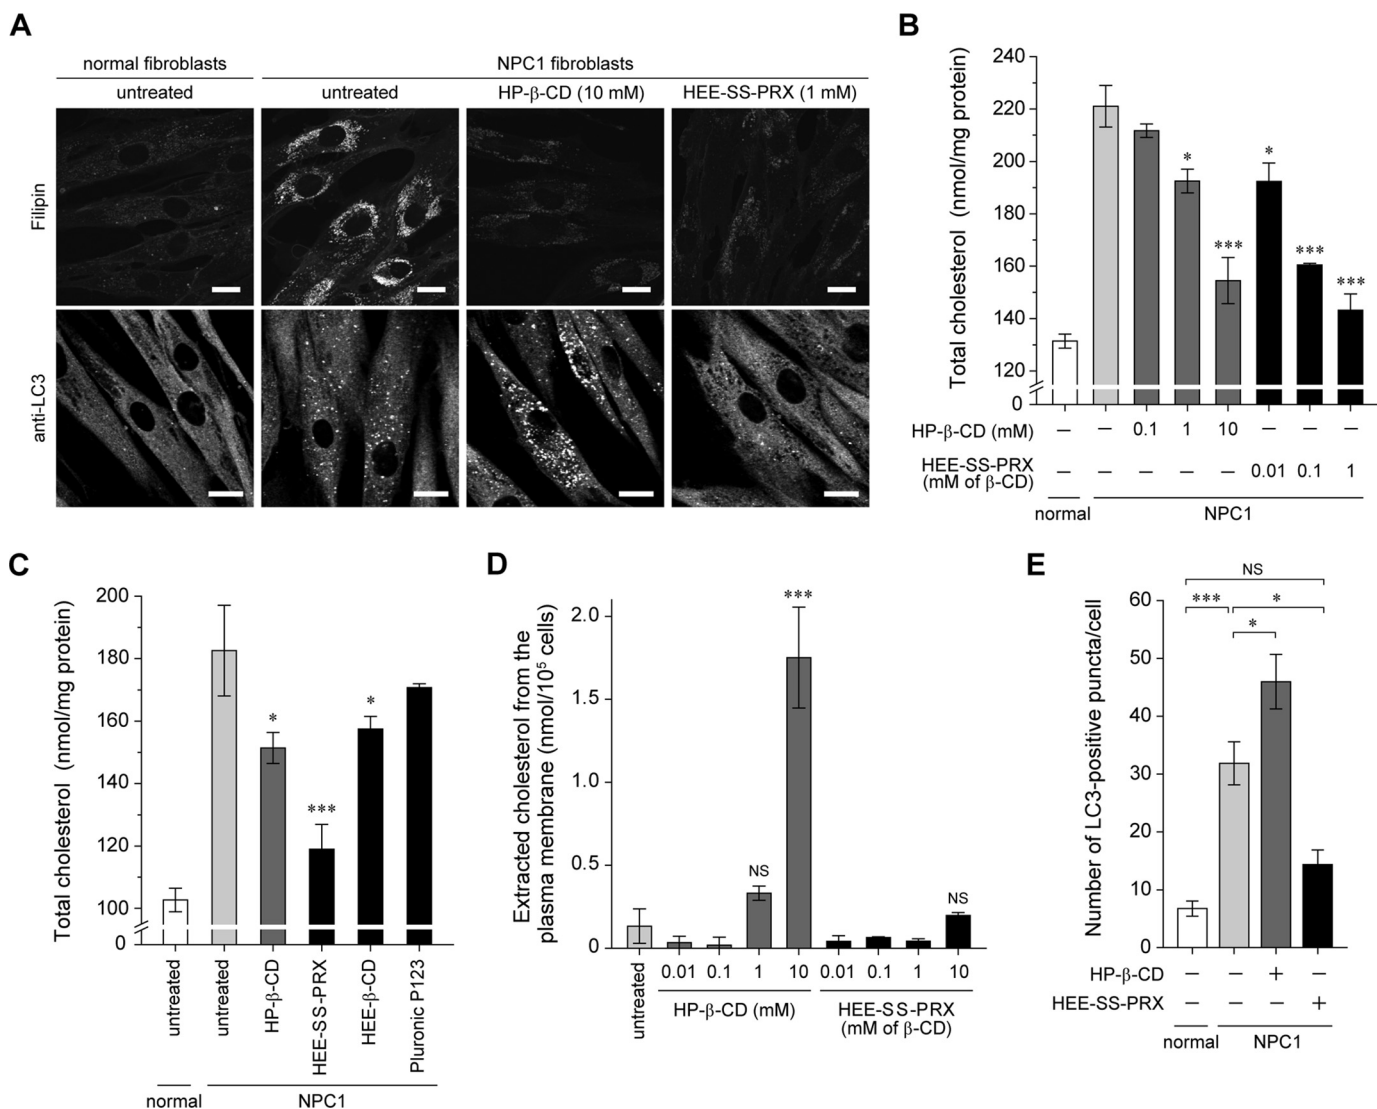 A
normal fibroblasts
NPC1 fibroblasts
untreated
untreated
HP-β-CD (10 mM)
HEE-SS-PRX (1 mM)
Filipin
anti-LC3
B
Total cholesterol (nmol/mg protein)
240
220
200
180
160
140
120
0
*
***
*
***
***
HP-β-CD (mM)
– – 0.1 1 10 – – –
HEE-SS-PRX
(mM of β-CD)
– – – – – 0.01 0.1 1
normal
NPC1
C
Total cholesterol (nmol/mg protein)
200
180
160
140
120
100
0
*
***
*
untreated
untreated
HP-β-CD
HEE-SS-PRX
HEE-β-CD
Pluronic P123
normal
NPC1
D
Extracted cholesterol from the
plasma membrane (nmol/10⁵ cells)
2.0
1.5
1.0
0.5
0
NS
***
NS
untreated
0.01 0.1 1 10
0.01 0.1 1 10
HP-β-CD (mM)
HEE-SS-PRX
(mM of β-CD)
E
Number of LC3-positive puncta/cell
60
50
40
30
20
10
0
NS
***
*
*
HP-β-CD
– – + –
HEE-SS-PRX
– – – +
normal
NPC1